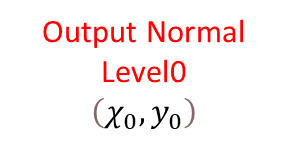 Output Normal
Level0
(χ₀, y₀)